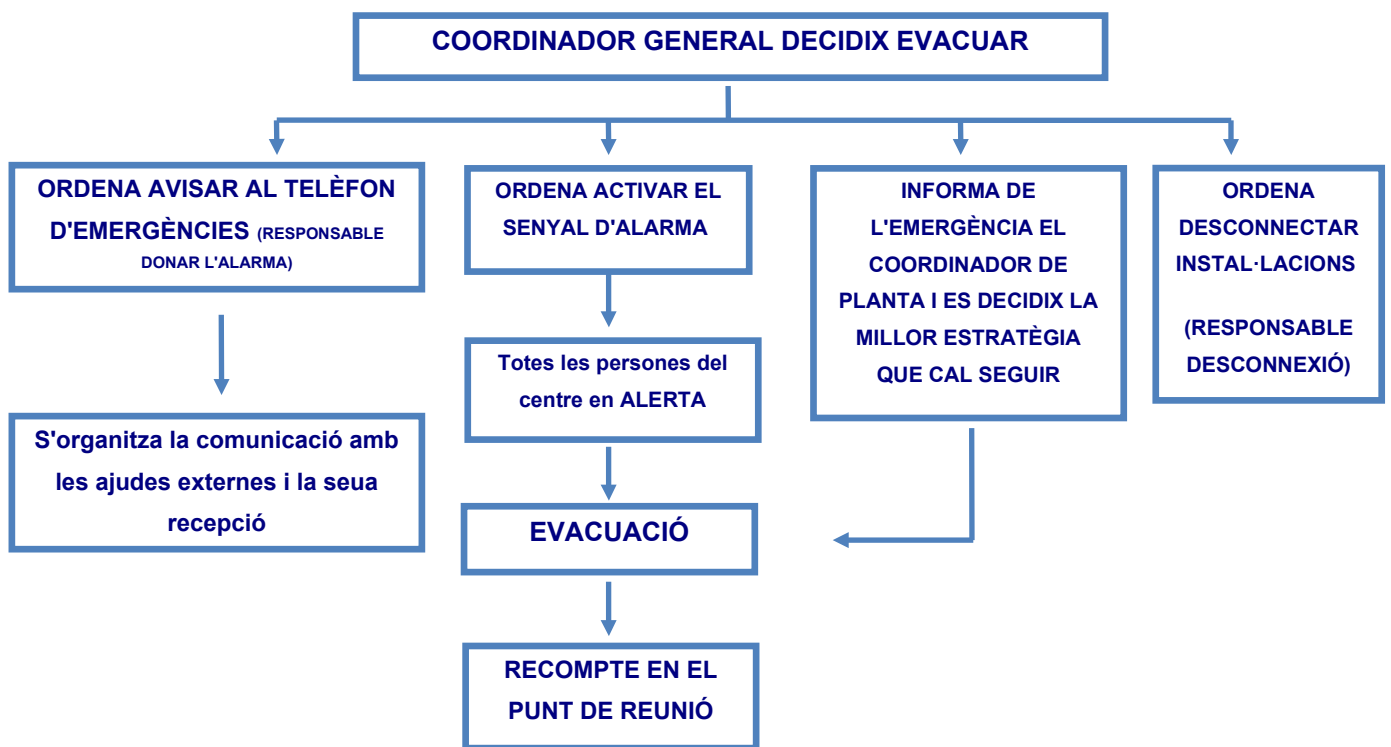 COORDINADOR GENERAL DECIDIX EVACUAR
ORDENA AVISAR AL TELÈFON
D'EMERGÈNCIES (RESPONSABLE
DONAR L'ALARMA)
ORDENA ACTIVAR EL
SENYAL D'ALARMA
INFORMA DE
L'EMERGÈNCIA EL
COORDINADOR DE
PLANTA I ES DECIDIX LA
MILLOR ESTRATÈGIA
QUE CAL SEGUIR
ORDENA
DESCONNECTAR
INSTAL·LACIONS
(RESPONSABLE
DESCONNEXIÓ)
Totes les persones del
centre en ALERTA
S'organitza la comunicació amb
les ajudes externes i la seua
recepció
EVACUACIÓ
RECOMPTE EN EL
PUNT DE REUNIÓ